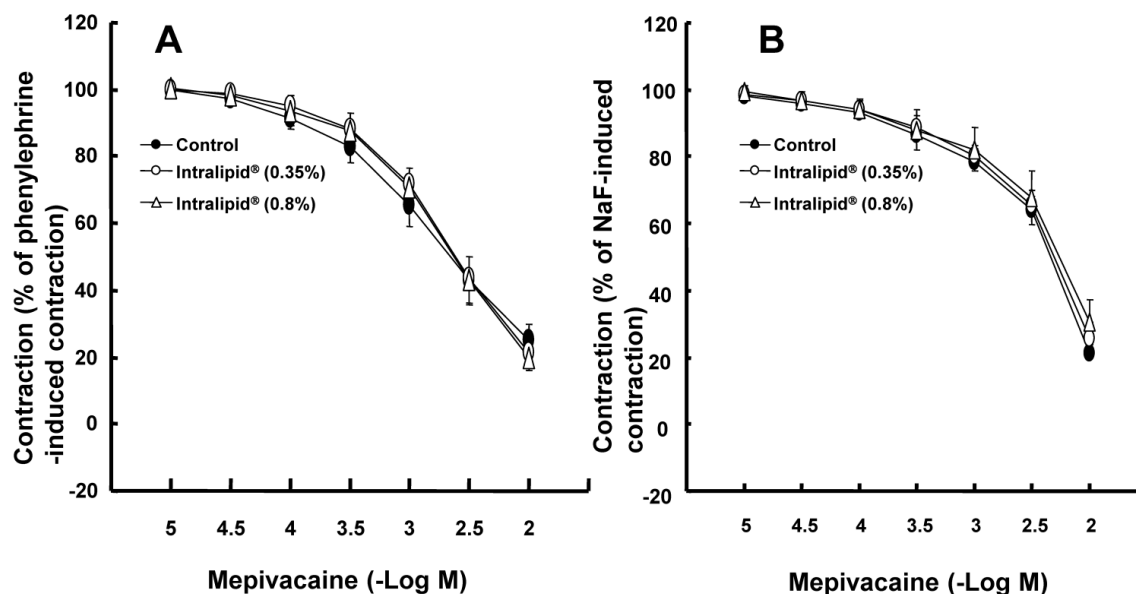 A
Contraction (% of phenylephrine
-induced contraction)
120
100
80
60
40
20
0
-20
Control
Intralipid® (0.35%)
Intralipid® (0.8%)
5 4.5 4 3.5 3 2.5 2
Mepivacaine (-Log M)
B
Contraction (% of NaF-induced
contraction)
120
100
80
60
40
20
0
-20
Control
Intralipid® (0.35%)
Intralipid® (0.8%)
5 4.5 4 3.5 3 2.5 2
Mepivacaine (-Log M)